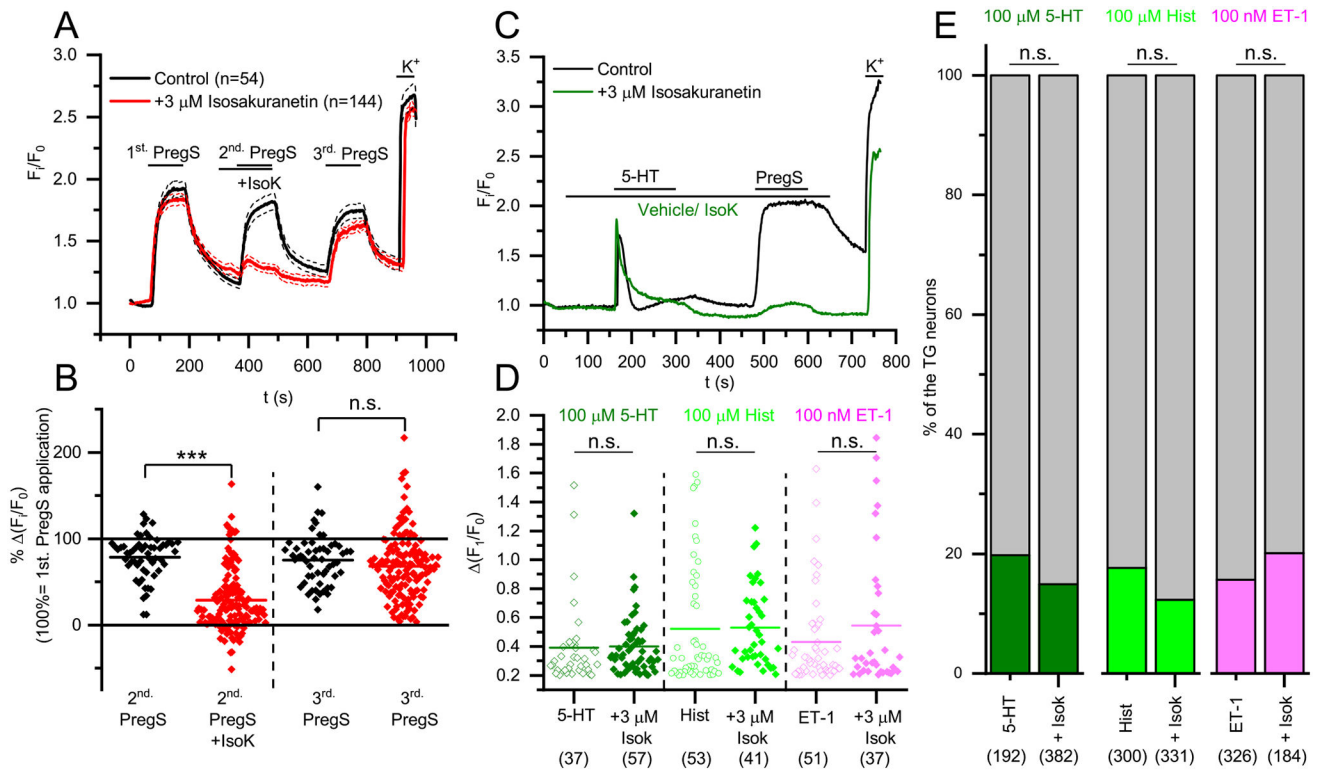 A
3.0
2.5
2.0
1.5
1.0
Fi/F0
Control (n=54)
+3 μM Isosakuranetin (n=144)
K+
1st. PregS
2nd. PregS
3rd. PregS
+IsoK
0
200
400
600
800
1000
t (s)
B
200
100
0
% Δ(Fi/F0)
(100%= 1st. PregS application)
***
n.s.
2nd.
PregS
2nd.
PregS
+IsoK
3rd.
PregS
3rd.
PregS
C
3.5
3.0
2.5
2.0
1.5
1.0
Fi/F0
Control
+3 μM Isosakuranetin
K+
5-HT
PregS
Vehicle/ IsoK
0
100
200
300
400
500
600
700
800
t (s)
D
2.0
1.8
1.6
1.4
1.2
1.0
0.8
0.6
0.4
0.2
Δ(F1/F0)
100 μM 5-HT
100 μM Hist
100 nM ET-1
n.s.
n.s.
n.s.
5-HT
(37)
+3 μM
Isok
(57)
Hist
(53)
+3 μM
Isok
(41)
ET-1
(51)
+3 μM
Isok
(37)
E
100 μM 5-HT
100 μM Hist
100 nM ET-1
n.s.
n.s.
n.s.
100
80
60
40
20
0
% of the TG neurons
5-HT
(192)
+ Isok
(382)
Hist
(300)
+ Isok
(331)
ET-1
(326)
+ Isok
(184)